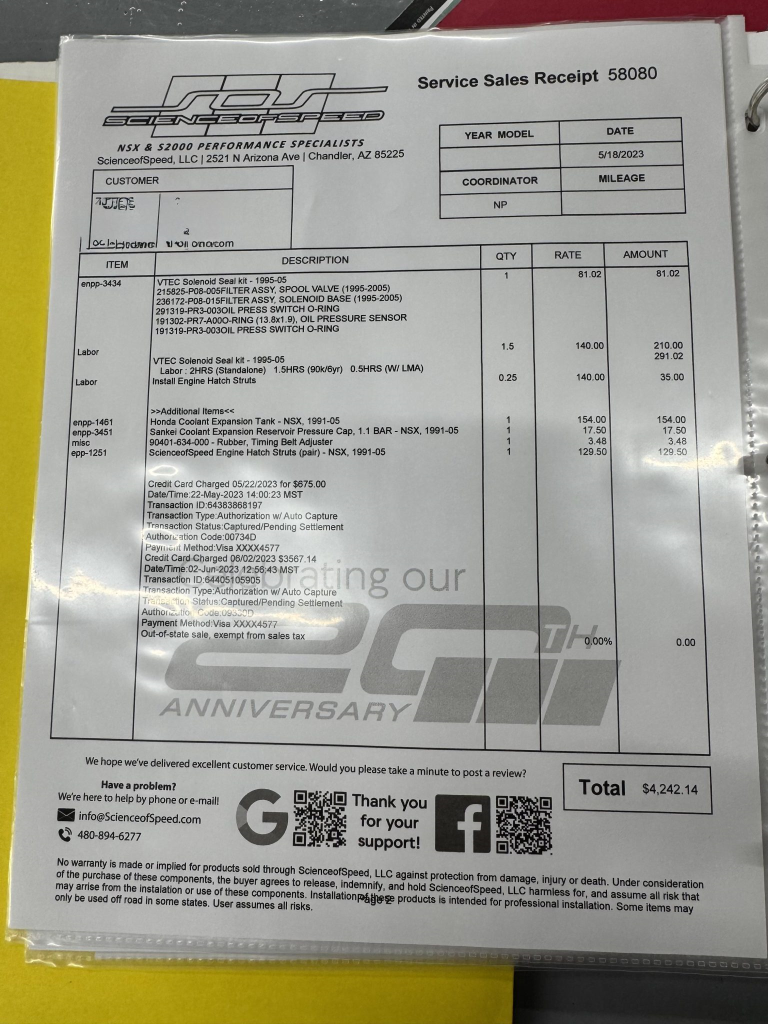 SOS
SCIENCEOFSPEED
NSX & S2000 PERFORMANCE SPECIALISTS
ScienceofSpeed, LLC | 2521 N Arizona Ave | Chandler, AZ 85225
Service Sales Receipt 58080
YEAR MODEL DATE
5/18/2023
COORDINATOR MILEAGE
NP
CUSTOMER
ITEM DESCRIPTION QTY RATE AMOUNT
enpp-3434 VTEC Solenoid Seal kit - 1995-05 1 81.02 81.02
215825-P08-005FILTER ASSY, SPOOL VALVE (1995-2005)
236172-P08-015FILTER ASSY, SOLENOID BASE (1995-2005)
291319-PR3-003OIL PRESS SWITCH O-RING
191302-PR7-A00O-RING (13.8x1.9), OIL PRESSURE SENSOR
191319-PR3-003OIL PRESS SWITCH O-RING
Labor 1.5 140.00 210.00
VTEC Solenoid Seal kit - 1995-05 291.02
Labor : 2HRS (Standalone) 1.5HRS (90k/6yr) 0.5HRS (W/ LMA)
Labor Install Engine Hatch Struts 0.25 140.00 35.00
>>Additional Items<<
enpp-1461 Honda Coolant Expansion Tank - NSX, 1991-05 1 154.00 154.00
enpp-3451 Sankei Coolant Expansion Reservoir Pressure Cap, 1.1 BAR - NSX, 1991-05 1 17.50 17.50
misc 90401-634-000 - Rubber, Timing Belt Adjuster 1 3.48 3.48
epp-1251 ScienceofSpeed Engine Hatch Struts (pair) - NSX, 1991-05 1 129.50 129.50
Credit Card Charged 05/22/2023 for $675.00
Date/Time:22-May-2023 14:00:23 MST
Transaction ID:64383868197
Transaction Type:Authorization w/ Auto Capture
Transaction Status:Captured/Pending Settlement
Authorization Code:00734D
Payment Method:Visa XXXX4577
Credit Card Charged 06/02/2023 $3567.14
Date/Time:02-Jun-2023 12:56:43 MST
Transaction ID:64405105905
Transaction Type:Authorization w/ Auto Capture
Transaction Status:Captured/Pending Settlement
Authorization Code:
Payment Method:Visa XXXX4577
Out-of-state sale, exempt from sales tax 0.00% 0.00
Celebrating our
20TH
ANNIVERSARY
We hope we've delivered excellent customer service. Would you please take a minute to post a review?
Total $4,242.14
Have a problem?
We're here to help by phone or e-mail!
info@ScienceofSpeed.com
480-894-6277
G
Thank you
for your
support!
f
No warranty is made or implied for products sold through ScienceofSpeed, LLC against protection from damage, injury or death. Under consideration
of the purchase of these components, the buyer agrees to release, indemnify, and hold ScienceofSpeed, LLC harmless for, and assume all risk that
may arrise from the instalation or use of these components. Installation of these products is intended for professional installation. Some items may
only be used off road in some states. User assumes all risks.
Page 2